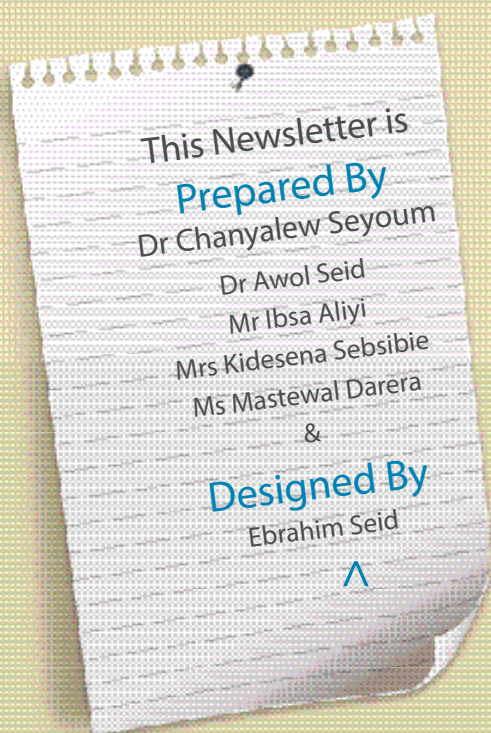 This Newsletter is
Prepared By
Dr Chanyalew Seyoum
Dr Awol Seid
Mr Ibsa Aliyi
Mrs Kidesena Sebsibie
Ms Mastewal Darera
&
Designed By
Ebrahim Seid